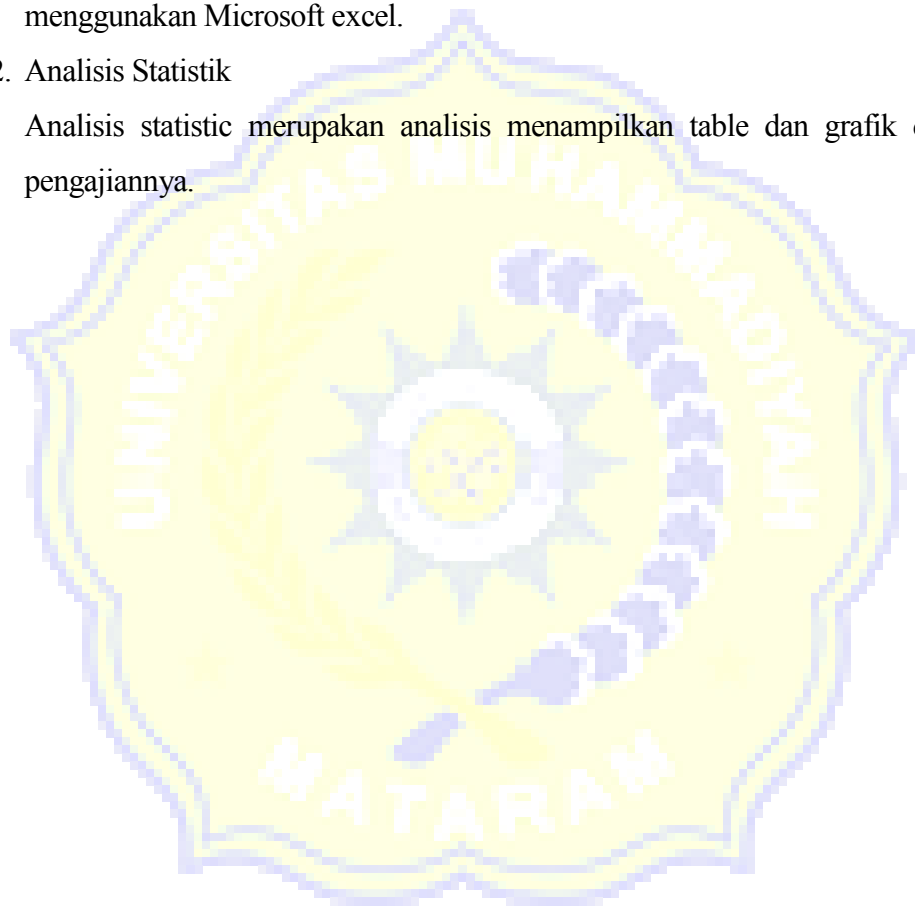 menggunakan Microsoft excel.
2. Analisis Statistik
Analisis statistic merupakan analisis menampilkan table dan grafik
pengajiannya.
UNIVERSITAS MUHAMMADIYAH
MATARAM